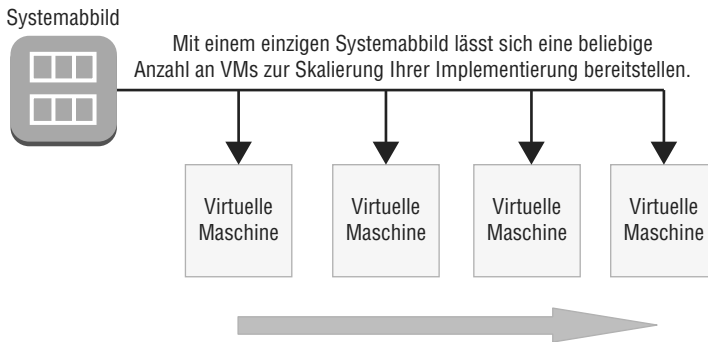 Systemabbild
Mit einem einzigen Systemabbild lässt sich eine beliebige
Anzahl an VMs zur Skalierung Ihrer Implementierung bereitstellen.
Virtuelle
Maschine
Virtuelle
Maschine
Virtuelle
Maschine
Virtuelle
Maschine